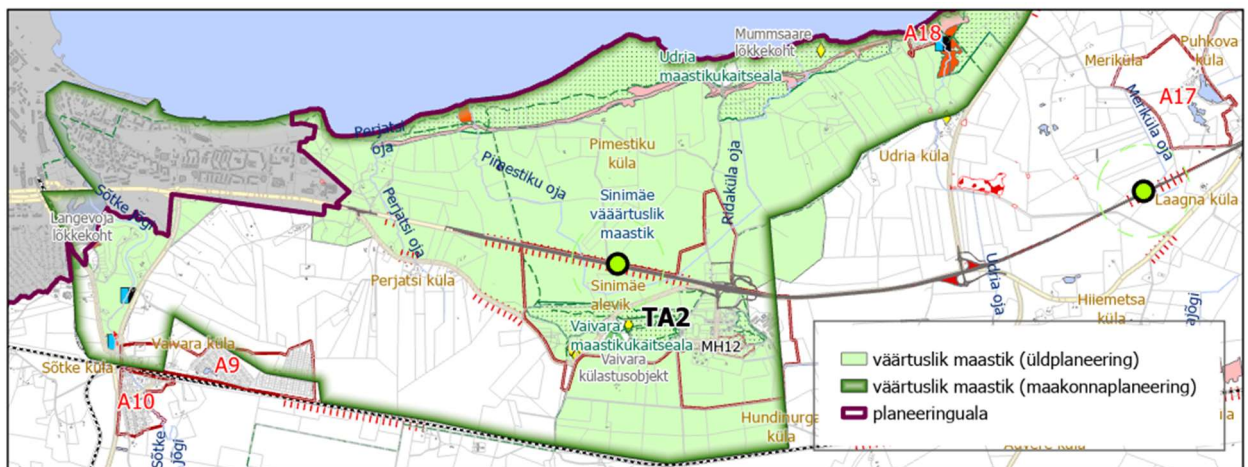 Mummsaare
lõkkekoht
A18
Udria
maastikukaitseala
Puhkova
küla
Meriküla
A17
Meriküla oja
Perjatsi
oja
Pimestiku oja
Pimestiku
küla
Ridaküla oja
Udria küla
Sõtke jõgi
Langevoja
lõkkekoht
Perjatsi oja
Sinimäe
väääärtuslik
maastik
Laagna küla
Perjatsi küla
Sinimäe
alevik
Udria oja
Hiiemetsa
küla
ajõgi
TA2
Vaivara
maastikukaitseala
MH12
Vaivara
külastusobjekt
Vaivara küla
Sõtke küla
A9
A10
Sõtke
ajõgi
Hundinurga
küla
väärtuslik maastik (üldplaneering)
väärtuslik maastik (maakonnaplaneering)
planeeringuala